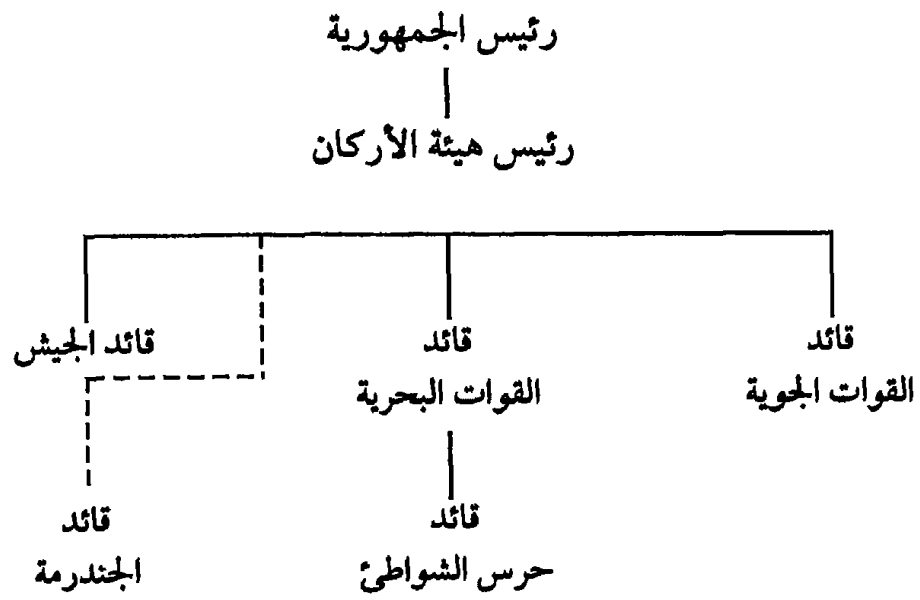 رئيس الجمهورية
رئيس هيئة الأركان
قائد
القوات الجوية
قائد
القوات البحرية
قائد الجيش
قائد
حرس الشواطئ
قائد
الجندرمة